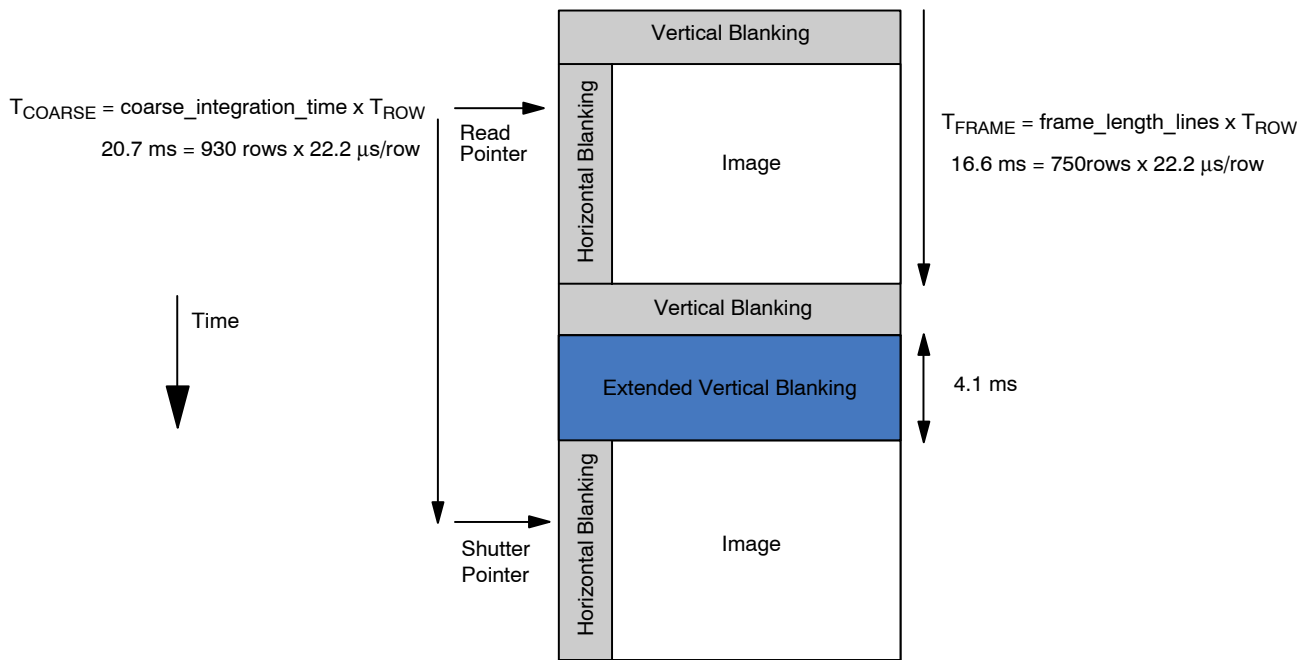 Vertical Blanking
T_COARSE = coarse_integration_time x T_ROW
20.7 ms = 930 rows x 22.2 μs/row
Read
Pointer
Horizontal Blanking
Image
T_FRAME = frame_length_lines x T_ROW
16.6 ms = 750rows x 22.2 μs/row
Vertical Blanking
Time
Extended Vertical Blanking
4.1 ms
Horizontal Blanking
Image
Shutter
Pointer